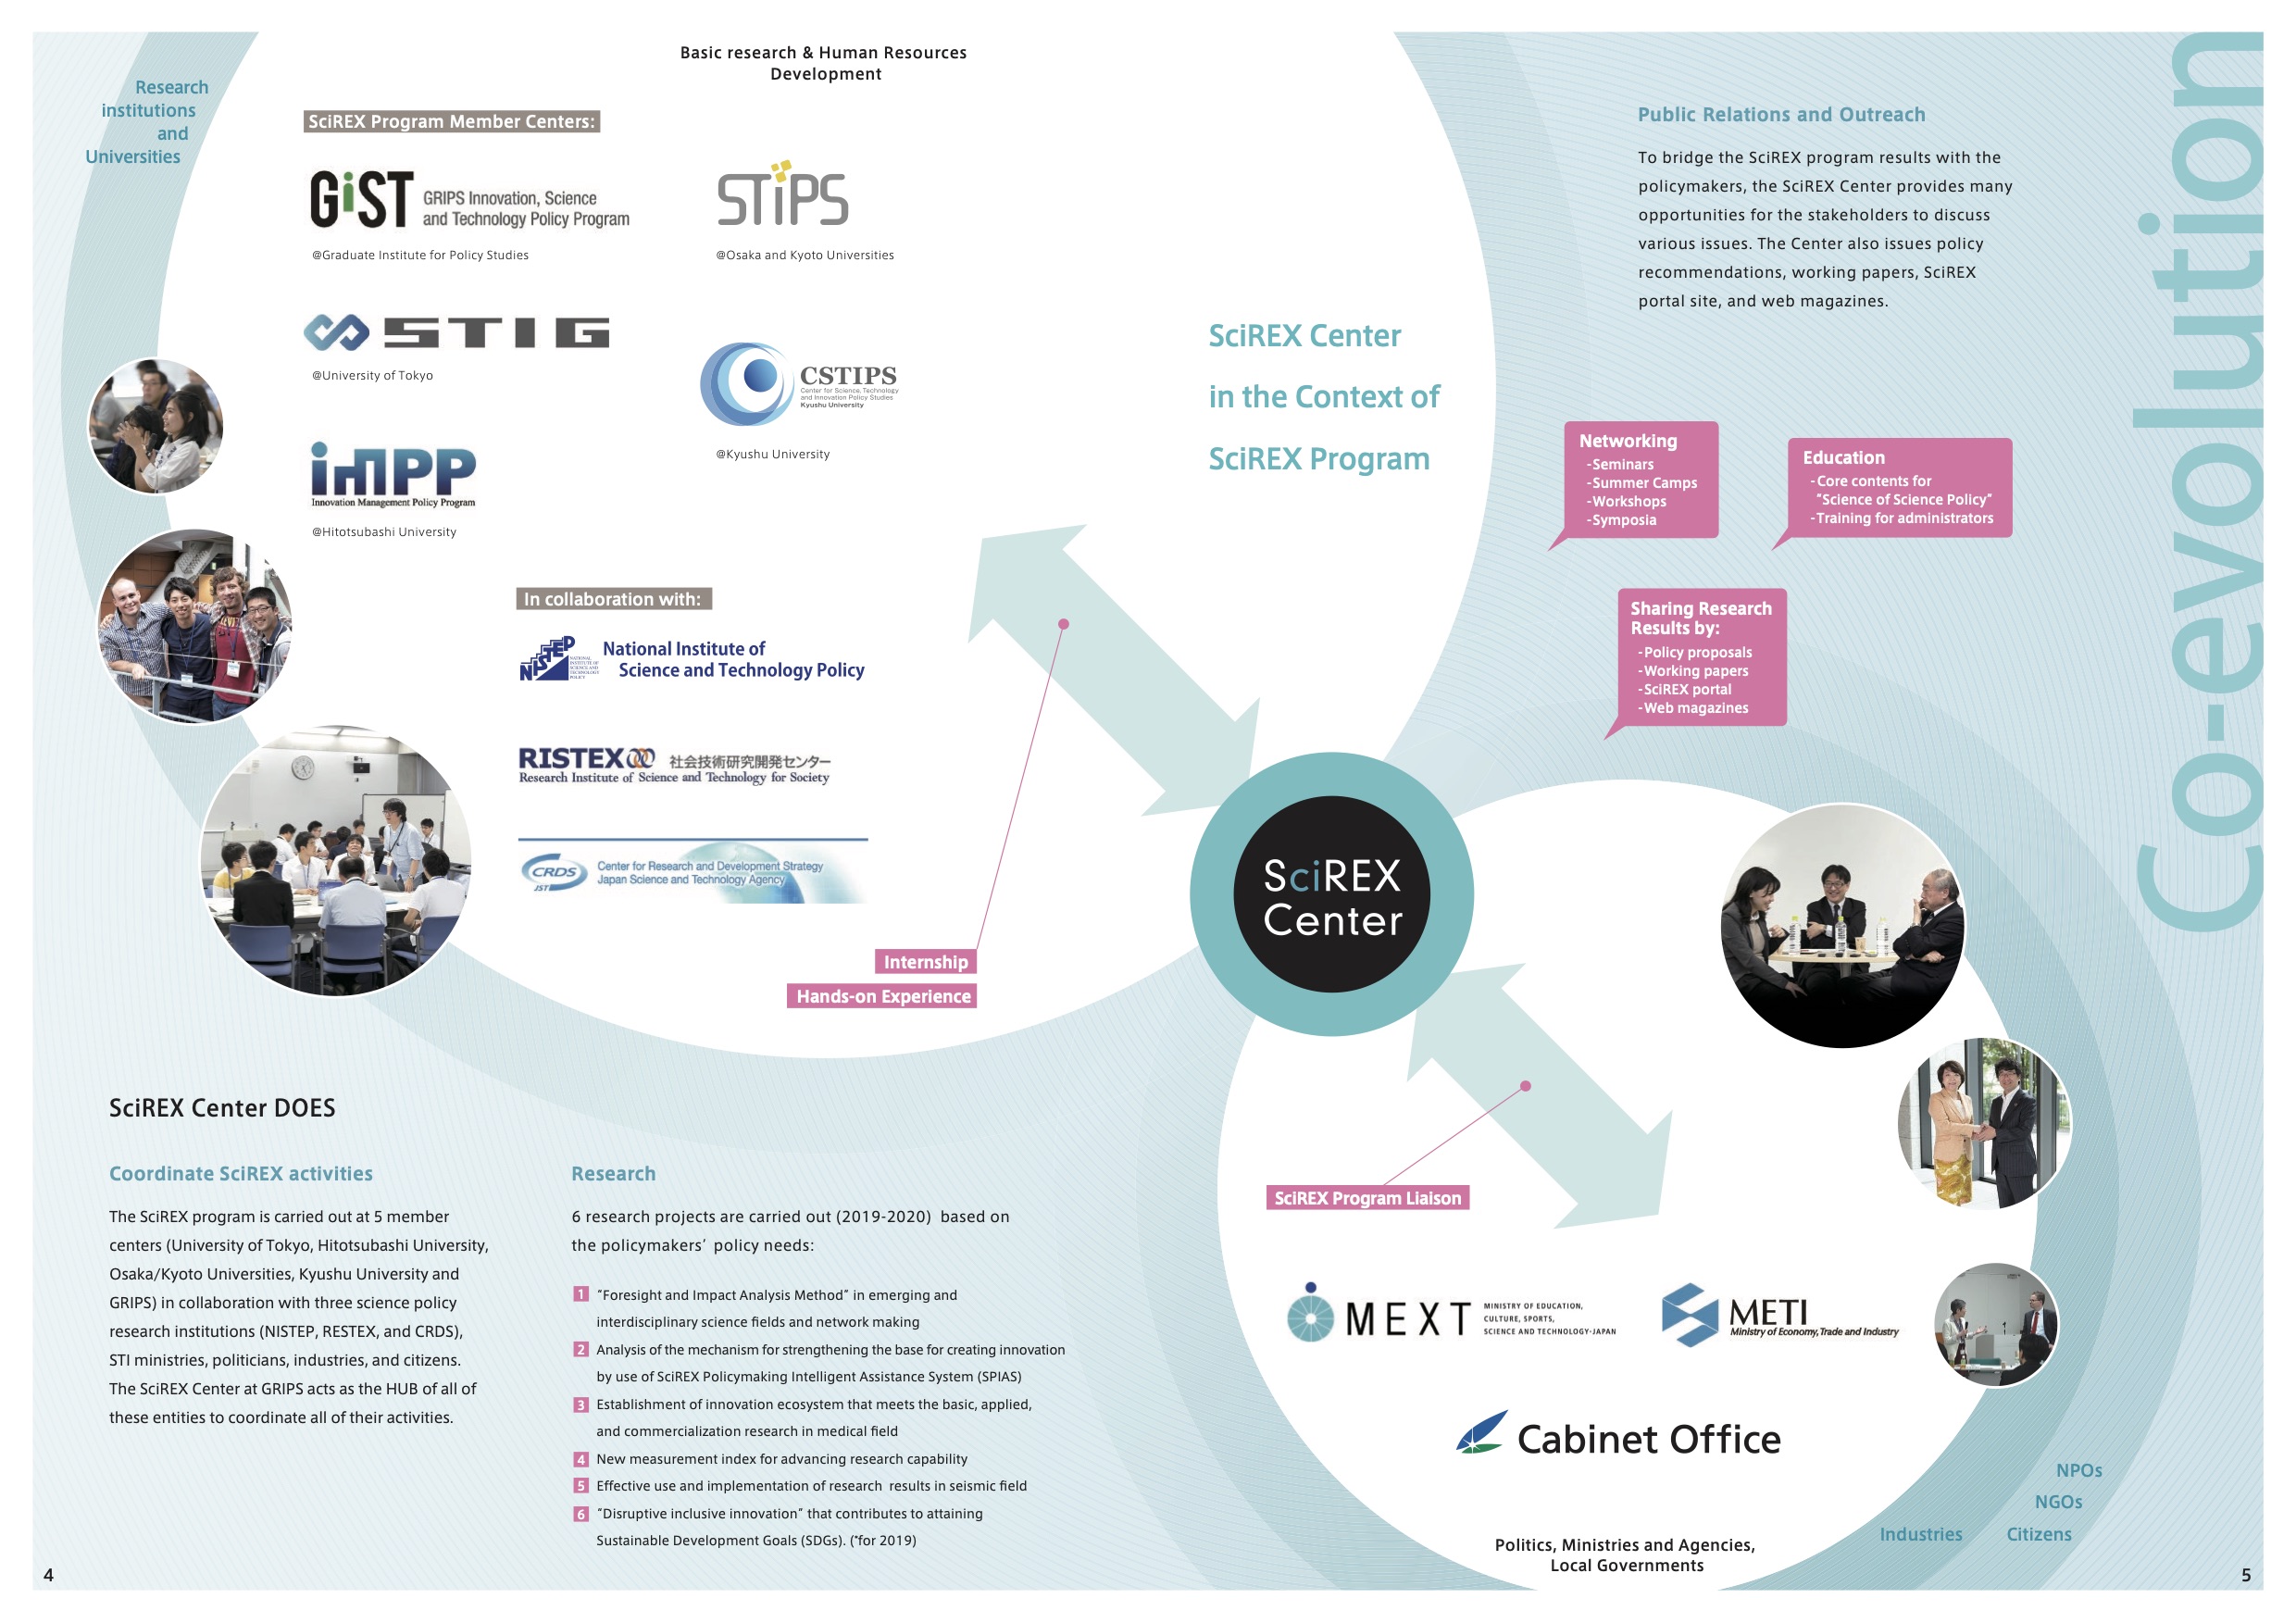 Basic research & Human Resources
Development
Research
institutions
and
Universities
SciREX Program Member Centers:
GiST GRIPS Innovation, Science
and Technology Policy Program
@Graduate Institute for Policy Studies
STiPS
@Osaka and Kyoto Universities
STIG
@University of Tokyo
CSTIPS
Center for Science, Technology
and Innovation Policy Studies
Kyushu University
@Kyushu University
imPP
Innovation Management Policy Program
@Hitotsubashi University
In collaboration with:
NISTEP
NATIONAL
INSTITUTE OF
SCIENCE AND
TECHNOLOGY
POLICY
National Institute of
Science and Technology Policy
RISTEX 社会技術研究開発センター
Research Institute of Science and Technology for Society
CRDS
JST
Center for Research and Development Strategy
Japan Science and Technology Agency
Internship
Hands-on Experience
SciREX Center
in the Context of
SciREX Program
SciREX
Center
SciREX Center DOES
Coordinate SciREX activities
The SciREX program is carried out at 5 member
centers (University of Tokyo, Hitotsubashi University,
Osaka/Kyoto Universities, Kyushu University and
GRIPS) in collaboration with three science policy
research institutions (NISTEP, RESTEX, and CRDS),
STI ministries, politicians, industries, and citizens.
The SciREX Center at GRIPS acts as the HUB of all of
these entities to coordinate all of their activities.
Research
6 research projects are carried out (2019-2020) based on
the policymakers' policy needs:
1 "Foresight and Impact Analysis Method" in emerging and
interdisciplinary science fields and network making
2 Analysis of the mechanism for strengthening the base for creating innovation
by use of SciREX Policymaking Intelligent Assistance System (SPIAS)
3 Establishment of innovation ecosystem that meets the basic, applied,
and commercialization research in medical field
4 New measurement index for advancing research capability
5 Effective use and implementation of research results in seismic field
6 "Disruptive inclusive innovation" that contributes to attaining
Sustainable Development Goals (SDGs). (*for 2019)
4
Public Relations and Outreach
To bridge the SciREX program results with the
policymakers, the SciREX Center provides many
opportunities for the stakeholders to discuss
various issues. The Center also issues policy
recommendations, working papers, SciREX
portal site, and web magazines.
Networking
-Seminars
-Summer Camps
-Workshops
-Symposia
Education
-Core contents for
"Science of Science Policy"
-Training for administrators
Sharing Research
Results by:
-Policy proposals
-Working papers
-SciREX portal
-Web magazines
Co-evolution
SciREX Program Liaison
MEXT
MINISTRY OF EDUCATION,
CULTURE, SPORTS,
SCIENCE AND TECHNOLOGY-JAPAN
METI
Ministry of Economy, Trade and Industry
Cabinet Office
Politics, Ministries and Agencies,
Local Governments
NPOs
NGOs
Industries Citizens
5